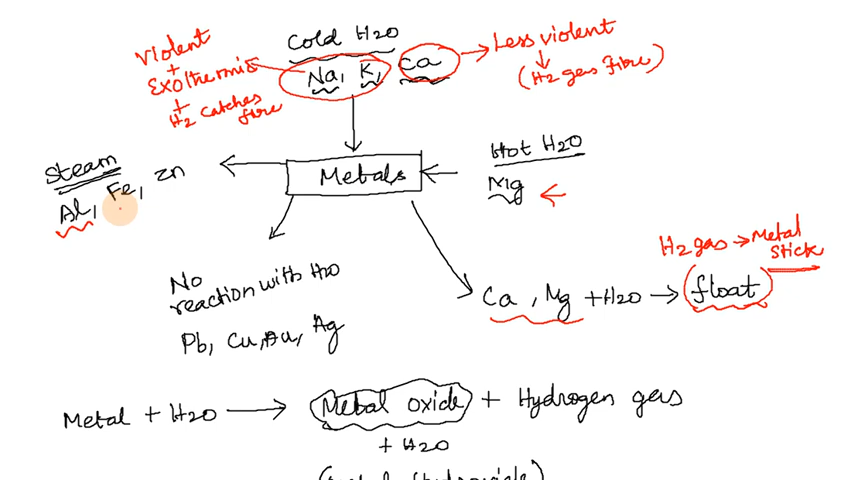 Cold H2O
Na, K, Ca
Violent
+
Exothermic
+
H2 catches
fire
Less violent
(H2 gas Fibre)
Steam
Al, Fe, Zn
Metals
Hot H2O
Mg
No
reaction with H2O
Pb, Cu, Au, Ag
H2 gas → Metal
stick
Ca, Mg + H2O → float
Metal + H2O → Metal oxide + Hydrogen gas
+ H2O